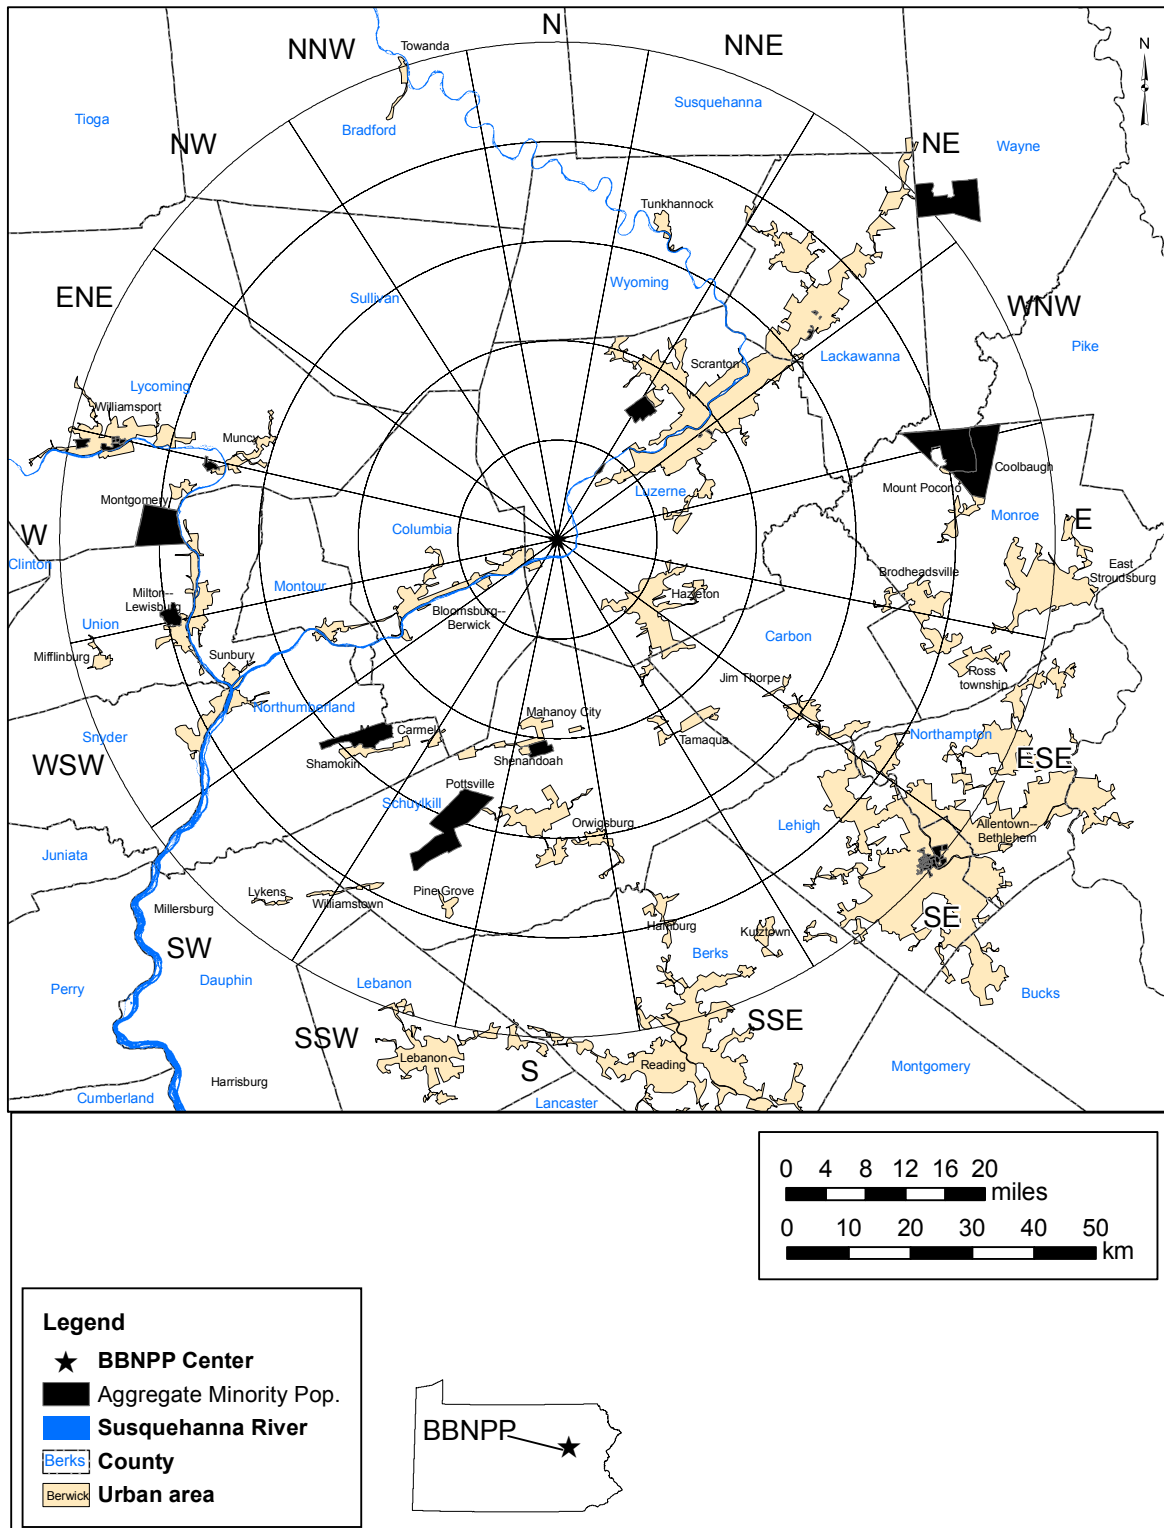 N
NNW
Towanda
NNE
N
Susquehanna
Tioga
Bradford
NW
NE
Wayne
Tunkhannock
Wyoming
ENE
Sullivan
WNW
Pike
Lackawanna
Scranton
Lycoming
Williamsport
Muncy
Coolbaugh
Mount Pocono
Luzerne
Montgomery
Monroe
E
W
Columbia
Clinton
East
Stroudsburg
Brodheadsville
Montour
Milton--
Lewisburg
Hazleton
Bloomsburg--
Berwick
Union
Carbon
Mifflinburg
Sunbury
Ross
township
Jim Thorpe
Northumberland
Mahanoy City
Snyder
Carmel
Tamaqua
Northampton
WSW
Shamokin
Shenandoah
ESE
Pottsville
Schuylkill
Orwigsburg
Lehigh
Allentown--
Bethlehem
Juniata
Lykens
Williamstown
Pine Grove
Millersburg
Hamburg
Kutztown
SE
SW
Berks
Perry
Dauphin
Lebanon
Bucks
SSW
SSE
Lebanon
S
Reading
Montgomery
Harrisburg
Cumberland
Lancaster
0 4 8 12 16 20
miles
0 10 20 30 40 50
km
Legend
BBNPP Center
Aggregate Minority Pop.
Susquehanna River
Berks County
Berwick Urban area
BBNPP